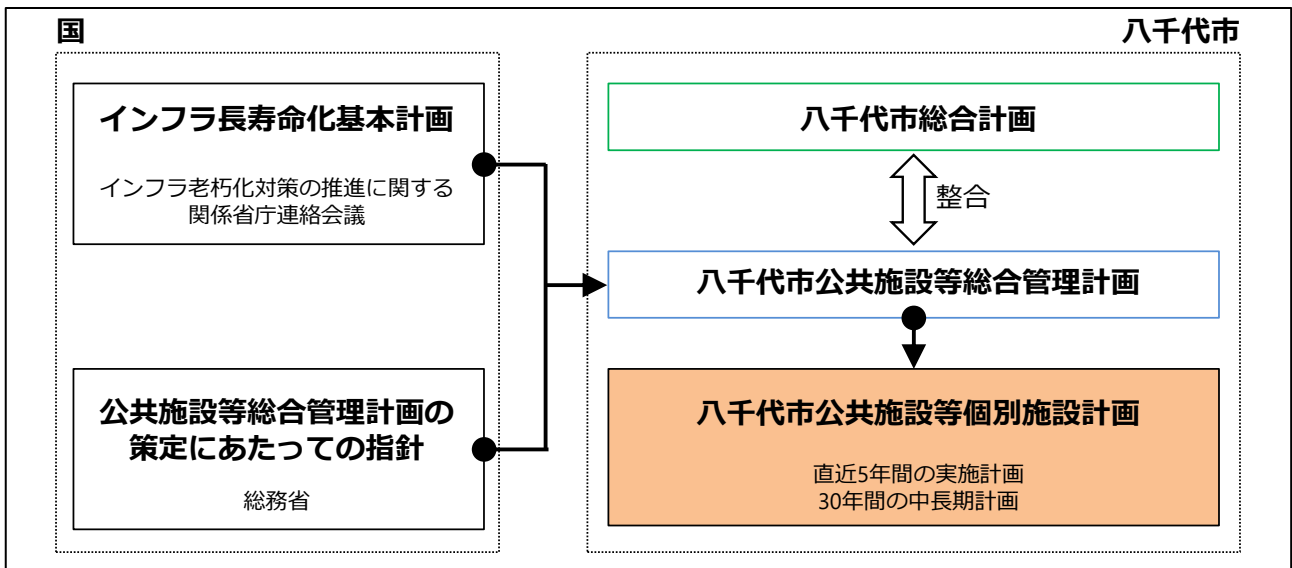 国
インフラ長寿命化基本計画
インフラ老朽化対策の推進に関する
関係省庁連絡会議
公共施設等総合管理計画の
策定にあたっての指針
総務省
八千代市
八千代市総合計画
整合
八千代市公共施設等総合管理計画
八千代市公共施設等個別施設計画
直近5年間の実施計画
30年間の中長期計画